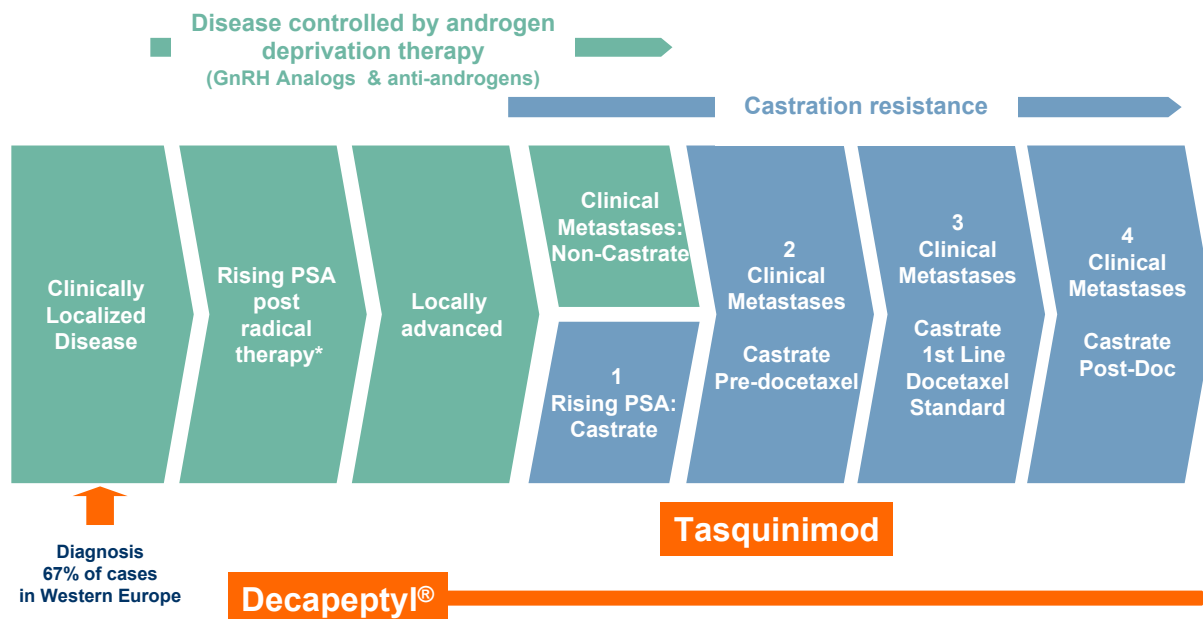 Disease controlled by androgen
deprivation therapy
(GnRH Analogs & anti-androgens)
Castration resistance
Clinically
Localized
Disease
Rising PSA
post
radical
therapy*
Locally
advanced
Clinical
Metastases:
Non-Castrate
1
Rising PSA:
Castrate
2
Clinical
Metastases
Castrate
Pre-docetaxel
3
Clinical
Metastases
Castrate
1st Line
Docetaxel
Standard
4
Clinical
Metastases
Castrate
Post-Doc
Diagnosis
67% of cases
in Western Europe
Tasquinimod
Decapeptyl®